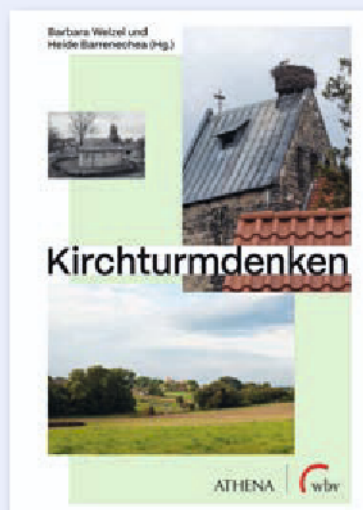 Barbara Welzel und
Heide Barrenechea (Hg.)
Kirchturmdenken
ATHENA
wbv